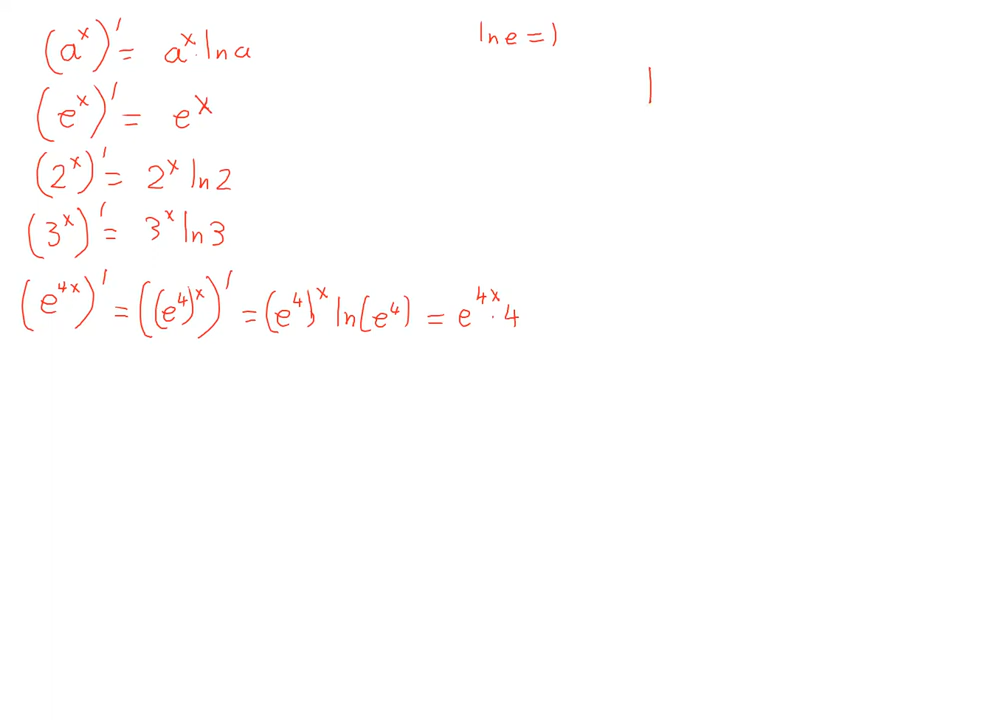 (a^x)' = a^x · ln a
ln e = 1
(e^x)' = e^x
(2^x)' = 2^x ln 2
(3^x)' = 3^x ln 3
(e^4x)' = ((e^4)^x)' = (e^4)^x ln(e^4) = e^4x · 4